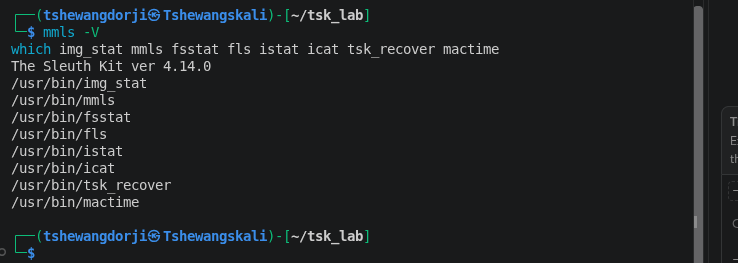 ┌──(tshewangdorji㉿Tshewangskali)-[~/tsk_lab]
└─$ mmls -V
which img_stat mmls fsstat fls istat icat tsk_recover mactime
The Sleuth Kit ver 4.14.0
/usr/bin/img_stat
/usr/bin/mmls
/usr/bin/fsstat
/usr/bin/fls
/usr/bin/istat
/usr/bin/icat
/usr/bin/tsk_recover
/usr/bin/mactime
┌──(tshewangdorji㉿Tshewangskali)-[~/tsk_lab]
└─$